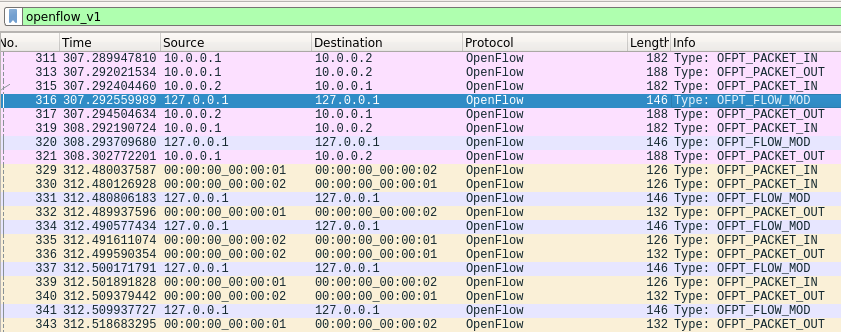 openflow_v1
No. Time Source Destination Protocol Length Info
311 307.289947810 10.0.0.1 10.0.0.2 OpenFlow 182 Type: OFPT_PACKET_IN
313 307.292021534 10.0.0.1 10.0.0.2 OpenFlow 188 Type: OFPT_PACKET_OUT
315 307.292404460 10.0.0.2 10.0.0.1 OpenFlow 182 Type: OFPT_PACKET_IN
316 307.292559989 127.0.0.1 127.0.0.1 OpenFlow 146 Type: OFPT_FLOW_MOD
317 307.294504634 10.0.0.2 10.0.0.1 OpenFlow 188 Type: OFPT_PACKET_OUT
319 308.292190724 10.0.0.1 10.0.0.2 OpenFlow 182 Type: OFPT_PACKET_IN
320 308.293709680 127.0.0.1 127.0.0.1 OpenFlow 146 Type: OFPT_FLOW_MOD
321 308.302772201 10.0.0.1 10.0.0.2 OpenFlow 188 Type: OFPT_PACKET_OUT
329 312.480037587 00:00:00_00:00:01 00:00:00_00:00:02 OpenFlow 126 Type: OFPT_PACKET_IN
330 312.480126928 00:00:00_00:00:02 00:00:00_00:00:01 OpenFlow 126 Type: OFPT_PACKET_IN
331 312.480806183 127.0.0.1 127.0.0.1 OpenFlow 146 Type: OFPT_FLOW_MOD
332 312.489937596 00:00:00_00:00:01 00:00:00_00:00:02 OpenFlow 132 Type: OFPT_PACKET_OUT
334 312.490577434 127.0.0.1 127.0.0.1 OpenFlow 146 Type: OFPT_FLOW_MOD
335 312.491611074 00:00:00_00:00:02 00:00:00_00:00:01 OpenFlow 126 Type: OFPT_PACKET_IN
336 312.499590354 00:00:00_00:00:02 00:00:00_00:00:01 OpenFlow 132 Type: OFPT_PACKET_OUT
337 312.500171791 127.0.0.1 127.0.0.1 OpenFlow 146 Type: OFPT_FLOW_MOD
339 312.501891828 00:00:00_00:00:01 00:00:00_00:00:02 OpenFlow 126 Type: OFPT_PACKET_IN
340 312.509379442 00:00:00_00:00:02 00:00:00_00:00:01 OpenFlow 132 Type: OFPT_PACKET_OUT
341 312.509937727 127.0.0.1 127.0.0.1 OpenFlow 146 Type: OFPT_FLOW_MOD
343 312.518683295 00:00:00_00:00:01 00:00:00_00:00:02 OpenFlow 132 Type: OFPT_PACKET_OUT